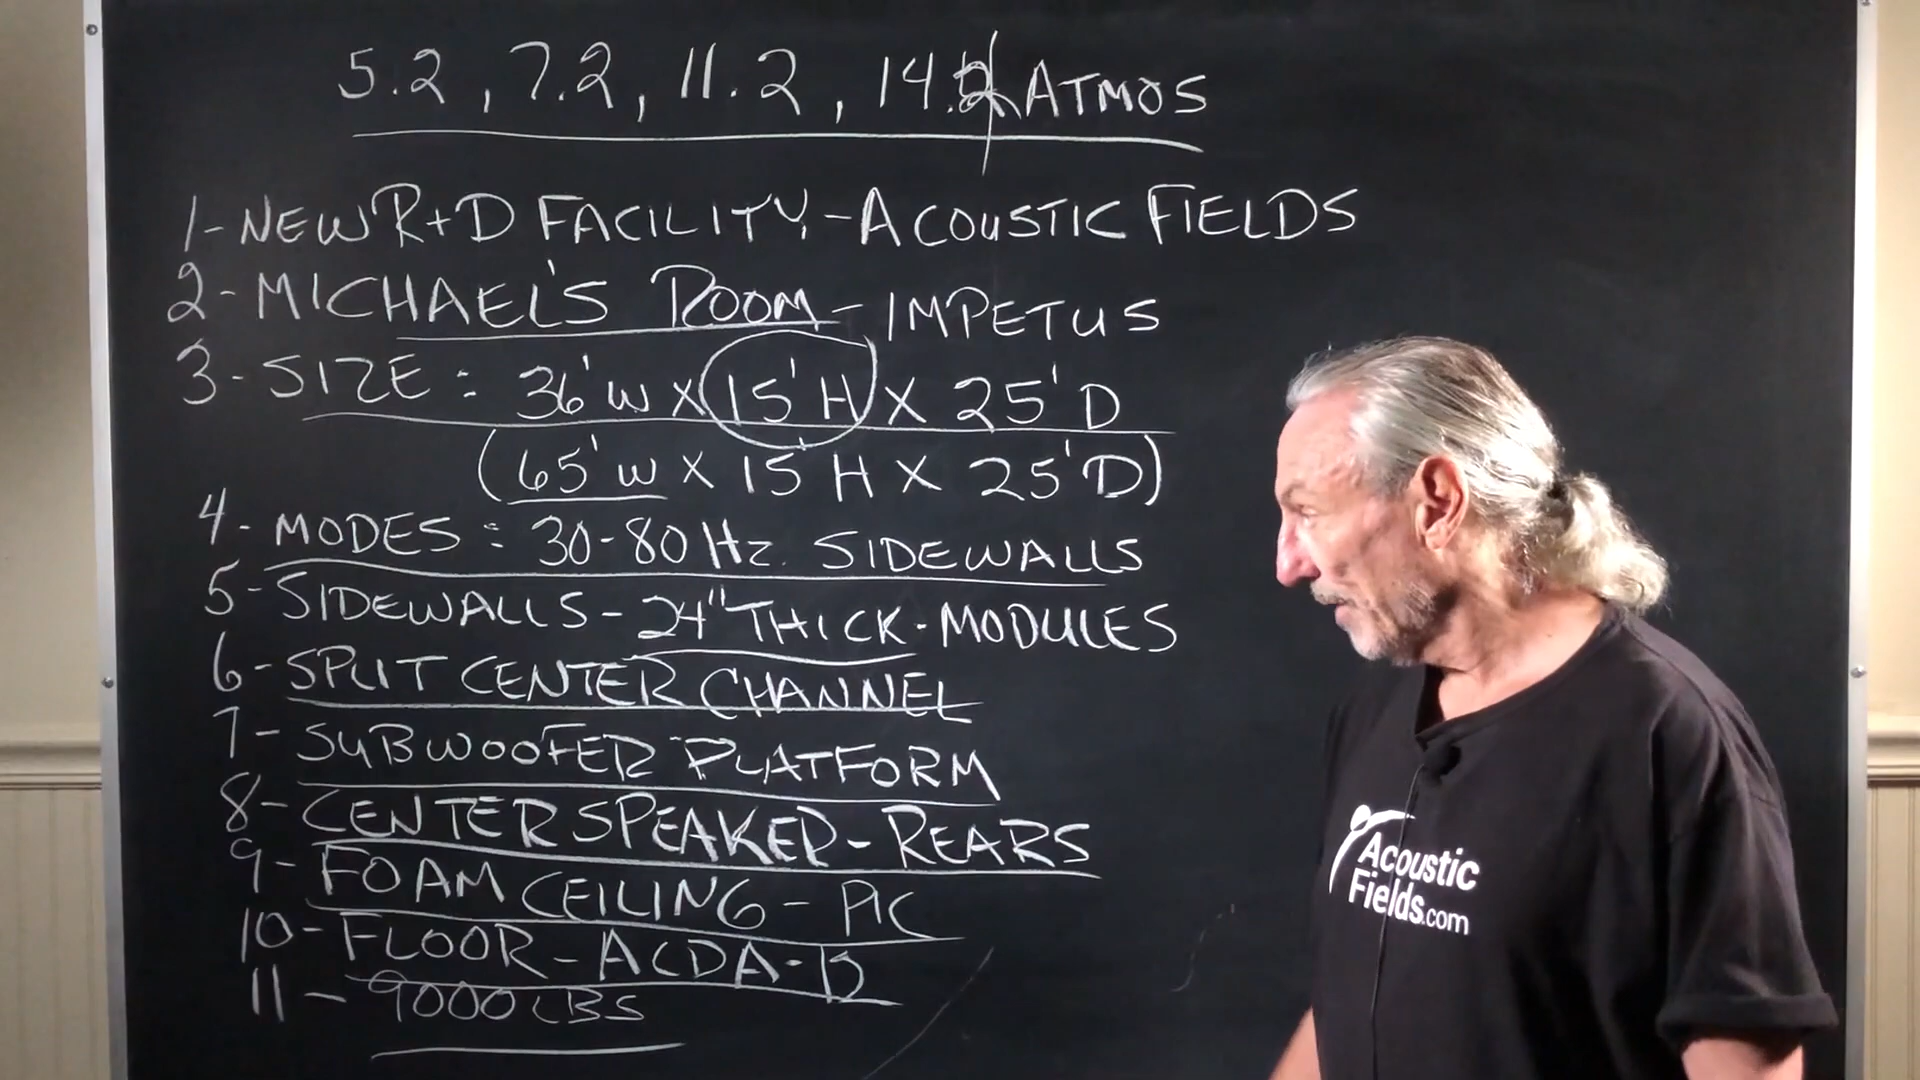 5.2, 7.2, 11.2, 14.2 ATMOS
1-NEW R+D FACILITY-ACOUSTIC FIELDS
2-MICHAEL'S ROOM-IMPETUS
3-SIZE: 36'W X 15'H X 25'D
(65'W X 15'H X 25'D)
4-MODES: 30-80 Hz. SIDEWALLS
5-SIDEWALLS-24" THICK-MODULES
6-SPLIT CENTER CHANNEL
7-SUBWOOFER PLATFORM
8-CENTER SPEAKER-REARS
9-FOAM CEILING-PIC
10-FLOOR-ACDA-12
11-9000 LBS
Acoustic
Fields.com